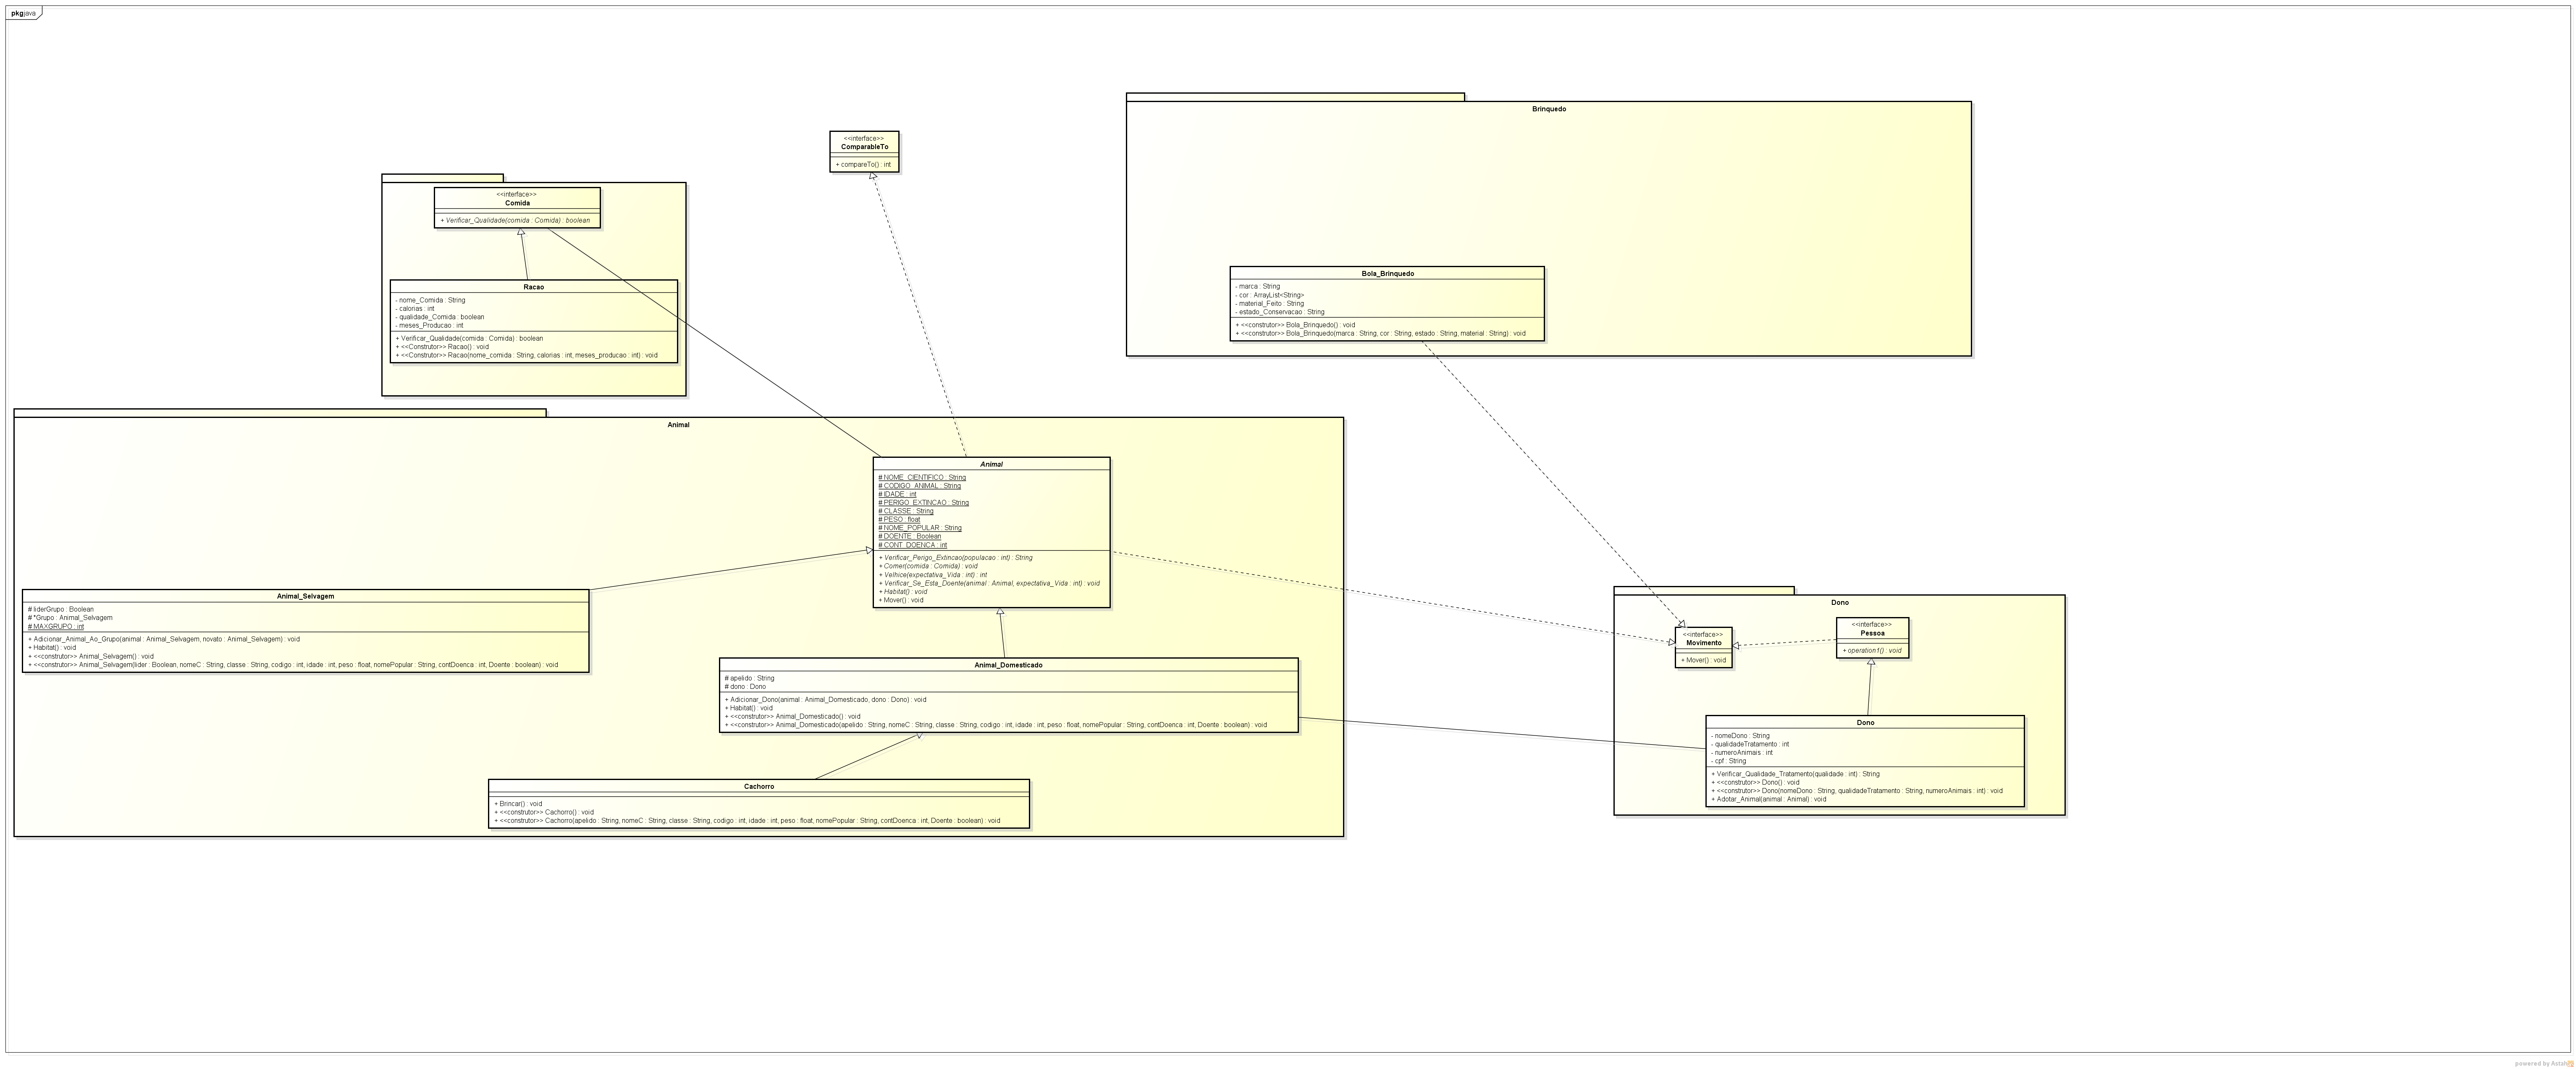 pkg java
Brinquedo
<<interface>>
ComparableTo
+ compareTo() : int
<<interface>>
Comida
+ Verificar_Qualidade(comida : Comida) : boolean
Bola_Brinquedo
- marca : String
- cor : ArrayList<String>
- material_Feito : String
- estado_Conservacao : String
+ <<construtor>> Bola_Brinquedo() : void
+ <<construtor>> Bola_Brinquedo(marca : String, cor : String, estado : String, material : String) : void
Racao
- nome_Comida : String
- calorias : int
- qualidade_Comida : boolean
- meses_Producao : int
+ Verificar_Qualidade(comida : Comida) : boolean
+ <<Construtor>> Racao() : void
+ <<Construtor>> Racao(nome_comida : String, calorias : int, meses_producao : int) : void
Animal
Animal
# NOME_CIENTIFICO : String
# CODIGO_ANIMAL : String
# IDADE : int
# PERIGO_EXTINCAO : String
# CLASSE : String
# PESO : float
# NOME_POPULAR : String
# DOENTE : Boolean
# CONT_DOENCA : int
+ Verificar_Perigo_Extincao(populacao : int) : String
+ Comer(comida : Comida) : void
+ Velhice(expectativa_Vida : int) : int
+ Verificar_Se_Esta_Doente(animal : Animal, expectativa_Vida : int) : void
+ Habitat() : void
+ Mover() : void
Animal_Selvagem
# liderGrupo : Boolean
# *Grupo : Animal_Selvagem
# MAXGRUPO : int
+ Adicionar_Animal_Ao_Grupo(animal : Animal_Selvagem, novato : Animal_Selvagem) : void
+ Habitat() : void
+ <<construtor>> Animal_Selvagem() : void
+ <<construtor>> Animal_Selvagem(lider : Boolean, nomeC : String, classe : String, codigo : int, idade : int, peso : float, nomePopular : String, contDoenca : int, Doente : boolean) : void
Dono
<<interface>>
Movimento
+ Mover() : void
<<interface>>
Pessoa
+ operation1() : void
Animal_Domesticado
# apelido : String
# dono : Dono
+ Adicionar_Dono(animal : Animal_Domesticado, dono : Dono) : void
+ Habitat() : void
+ <<construtor>> Animal_Domesticado() : void
+ <<construtor>> Animal_Domesticado(apelido : String, nomeC : String, classe : String, codigo : int, idade : int, peso : float, nomePopular : String, contDoenca : int, Doente : boolean) : void
Dono
- nomeDono : String
- qualidadeTratamento : int
- numeroAnimais : int
- cpf : String
+ Verificar_Qualidade_Tratamento(qualidade : int) : String
+ <<construtor>> Dono() : void
+ <<construtor>> Dono(nomeDono : String, qualidadeTratamento : String, numeroAnimais : int) : void
+ Adotar_Animal(animal : Animal) : void
Cachorro
+ Brincar() : void
+ <<construtor>> Cachorro() : void
+ <<construtor>> Cachorro(apelido : String, nomeC : String, classe : String, codigo : int, idade : int, peso : float, nomePopular : String, contDoenca : int, Doente : boolean) : void
powered by Astah